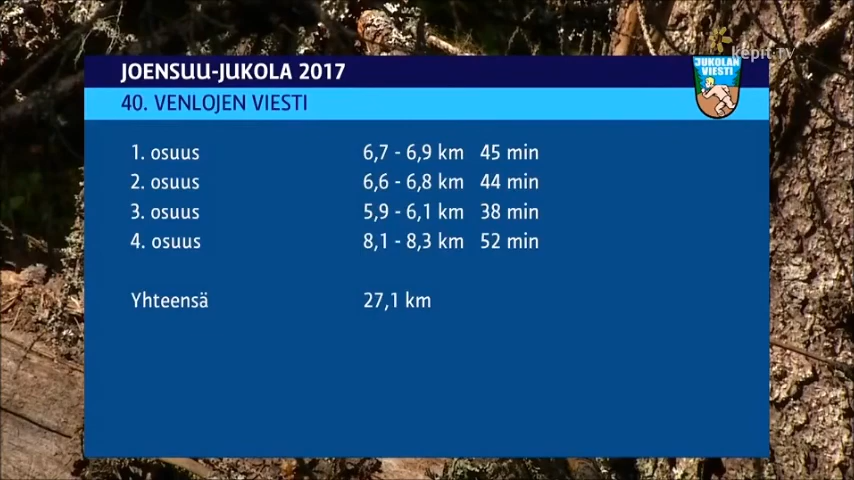 kepit.TV
JOENSUU-JUKOLA 2017
JUKOLAN
VIESTI
40. VENLOJEN VIESTI
1. osuus 6,7 - 6,9 km 45 min
2. osuus 6,6 - 6,8 km 44 min
3. osuus 5,9 - 6,1 km 38 min
4. osuus 8,1 - 8,3 km 52 min
Yhteensä 27,1 km